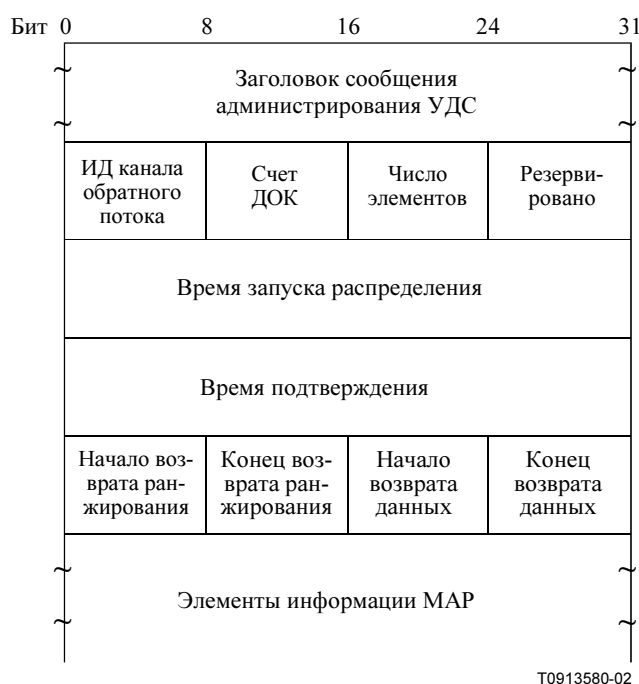 Бит 0 8 16 24 31
Заголовок сообщения
администрирования УДС
ИД канала
обратного
потока
Счет
ДОК
Число
элементов
Резерви-
ровано
Время запуска распределения
Время подтверждения
Начало воз-
врата ран-
жирования
Конец воз-
врата ран-
жирования
Начало
возврата
данных
Конец
возврата
данных
Элементы информации MAP
T0913580-02